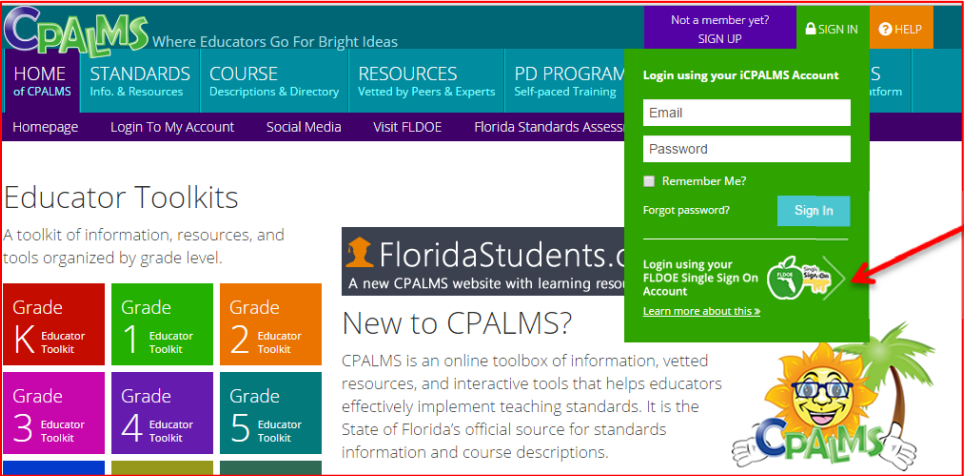 CPALMS Where Educators Go For Bright Ideas
Not a member yet?
SIGN UP
SIGN IN
HELP
HOME
of CPALMS
STANDARDS
Info. & Resources
COURSE
Descriptions & Directory
RESOURCES
Vetted by Peers & Experts
PD PROGRAM
Self-paced Training
S
atform
Homepage Login To My Account Social Media Visit FLDOE Florida Standards Assess
Login using your iCPALMS Account
Email
Password
Remember Me?
Forgot password?
Sign In
Login using your
FLDOE Single Sign On
Account
FLDOE
Single
Sign-On
Learn more about this »
Educator Toolkits
A toolkit of information, resources, and
tools organized by grade level.
Grade
K Educator
Toolkit
Grade
1 Educator
Toolkit
Grade
2 Educator
Toolkit
Grade
3 Educator
Toolkit
Grade
4 Educator
Toolkit
Grade
5 Educator
Toolkit
FloridaStudents.
A new CPALMS website with learning reso
New to CPALMS?
CPALMS is an online toolbox of information, vetted
resources, and interactive tools that helps educators
effectively implement teaching standards. It is the
State of Florida's official source for standards
information and course descriptions.
CPALMS